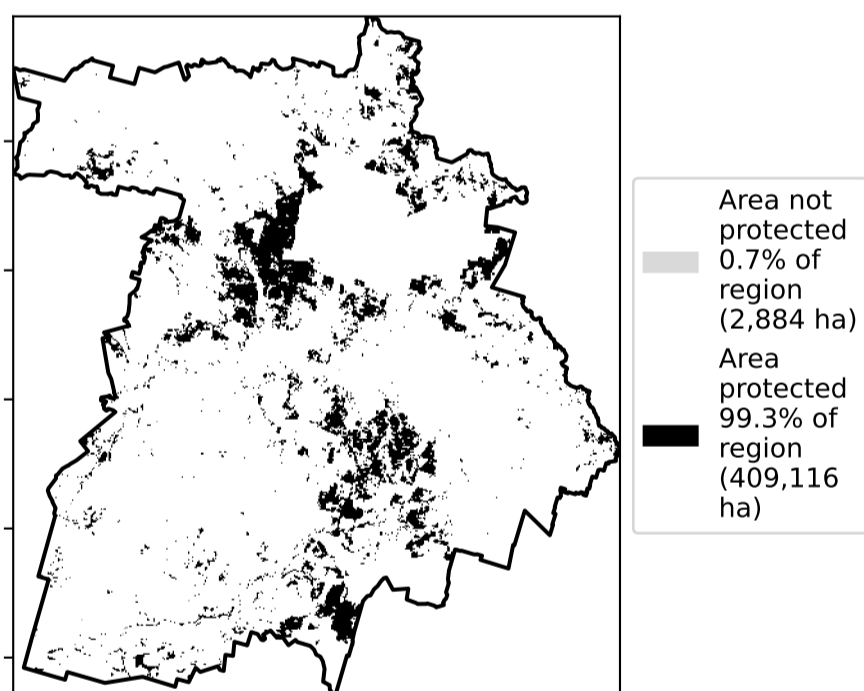 Area not
protected
0.7% of
region
(2,884 ha)
Area
protected
99.3% of
region
(409,116
ha)